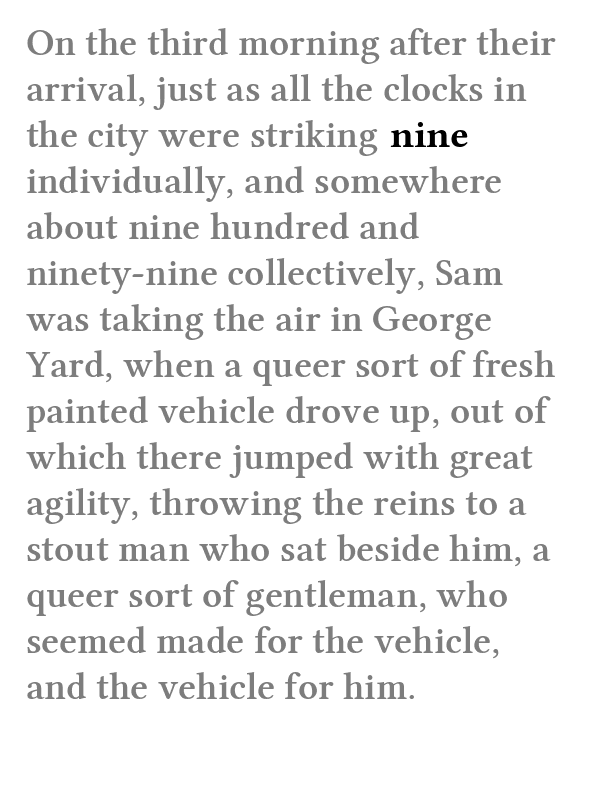 On the third morning after their
arrival, just as all the clocks in
the city were striking nine
individually, and somewhere
about nine hundred and
ninety-nine collectively, Sam
was taking the air in George
Yard, when a queer sort of fresh
painted vehicle drove up, out of
which there jumped with great
agility, throwing the reins to a
stout man who sat beside him, a
queer sort of gentleman, who
seemed made for the vehicle,
and the vehicle for him.